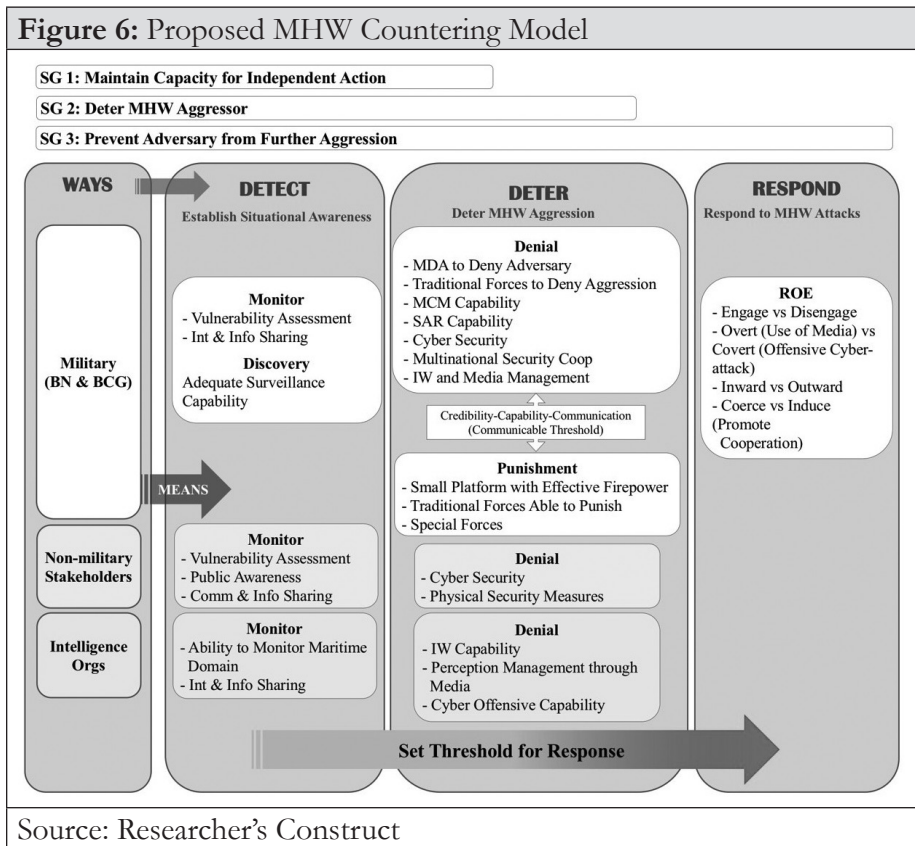 Figure 6: Proposed MHW Countering Model
SG 1: Maintain Capacity for Independent Action
SG 2: Deter MHW Aggressor
SG 3: Prevent Adversary from Further Aggression
WAYS
Military
(BN & BCG)
MEANS
Non-military
Stakeholders
Intelligence
Orgs
DETECT
Establish Situational Awareness
Monitor
- Vulnerability Assessment
- Int & Info Sharing
Discovery
Adequate Surveillance
Capability
Monitor
- Vulnerability Assessment
- Public Awareness
- Comm & Info Sharing
Monitor
- Ability to Monitor Maritime
Domain
- Int & Info Sharing
DETER
Deter MHW Aggression
Denial
- MDA to Deny Adversary
- Traditional Forces to Deny Aggression
- MCM Capability
- SAR Capability
- Cyber Security
- Multinational Security Coop
- IW and Media Management
Credibility-Capability-Communication
(Communicable Threshold)
Punishment
- Small Platform with Effective Firepower
- Traditional Forces Able to Punish
- Special Forces
Denial
- Cyber Security
- Physical Security Measures
Denial
- IW Capability
- Perception Management through
Media
- Cyber Offensive Capability
RESPOND
Respond to MHW Attacks
ROE
- Engage vs Disengage
- Overt (Use of Media) vs
Covert (Offensive Cyber-
attack)
- Inward vs Outward
- Coerce vs Induce
(Promote
Cooperation)
Set Threshold for Response
Source: Researcher's Construct